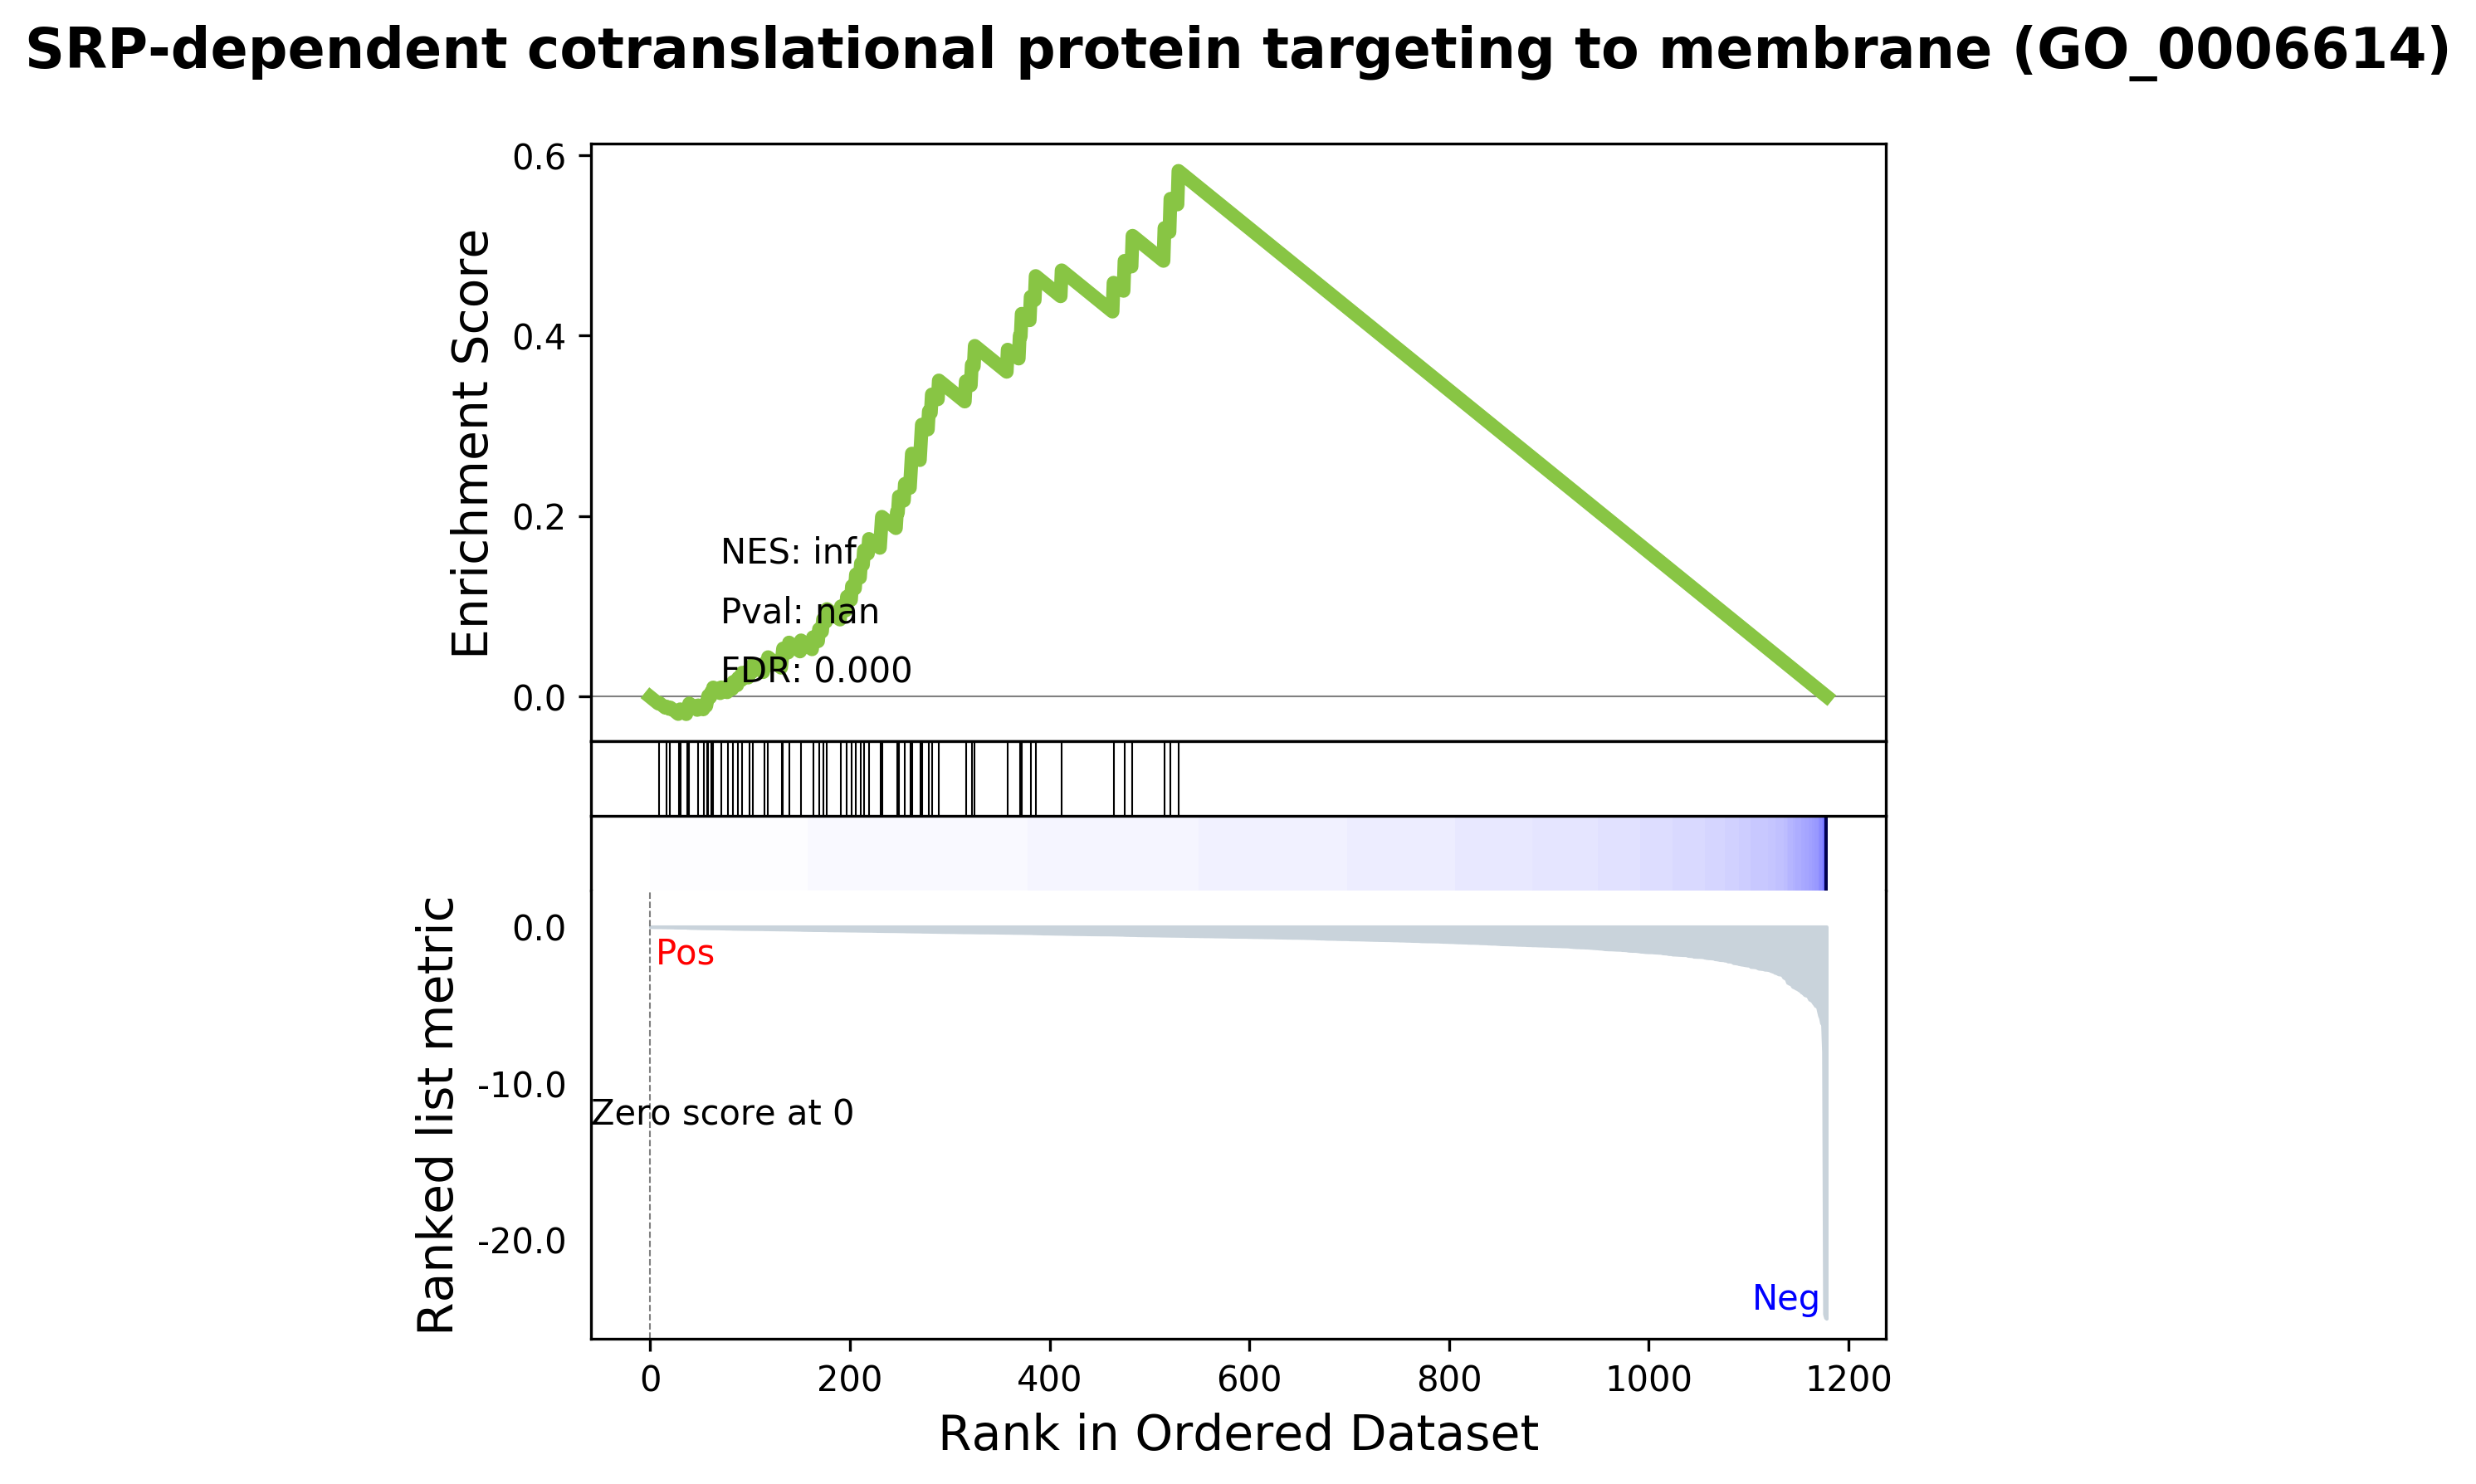 SRP-dependent cotranslational protein targeting to membrane (GO_0006614)
0.6
0.4
0.2
0.0
Enrichment Score
NES: inf
Pval: nan
FDR: 0.000
0.0
-10.0
-20.0
Ranked list metric
Pos
Zero score at 0
Neg
0 200 400 600 800 1000 1200
Rank in Ordered Dataset